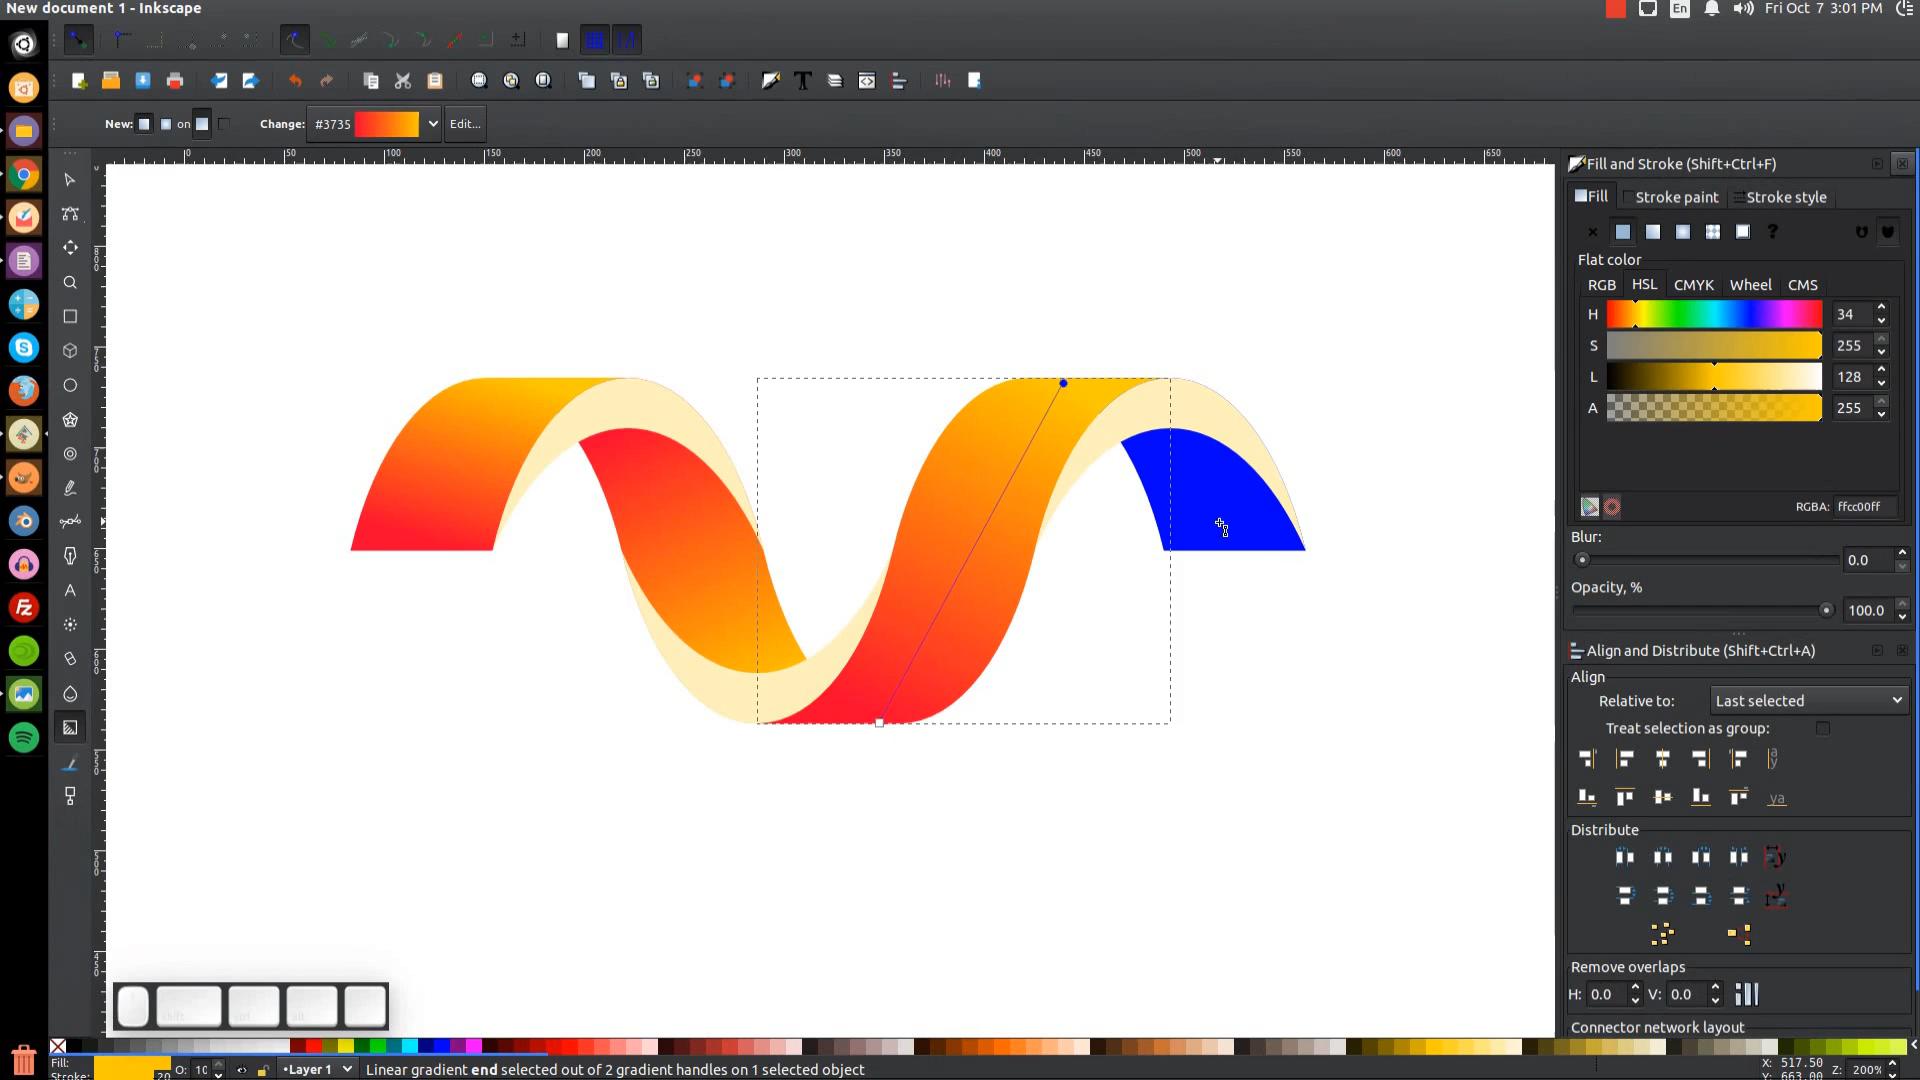 New document 1 - Inkscape
En
Fri Oct 7 3:01 PM
New:
on
Change:
#3735
Edit...
0 50 100 150 200 250 300 350 400 450 500 550 600 650
Fill and Stroke (Shift+Ctrl+F)
Fill
Stroke paint
Stroke style
Flat color
RGB HSL CMYK Wheel CMS
H 34
S 255
L 128
A 255
RGBA: ffcc00ff
Blur:
0.0
Opacity, %
100.0
Align and Distribute (Shift+Ctrl+A)
Align
Relative to: Last selected
Treat selection as group:
Distribute
Remove overlaps
H: 0.0 V: 0.0
Connector network layout
Fill:
Stroke:
20
O: 10
•Layer 1
Linear gradient end selected out of 2 gradient handles on 1 selected object
X: 517.50
Y: 663.00
Z: 200%